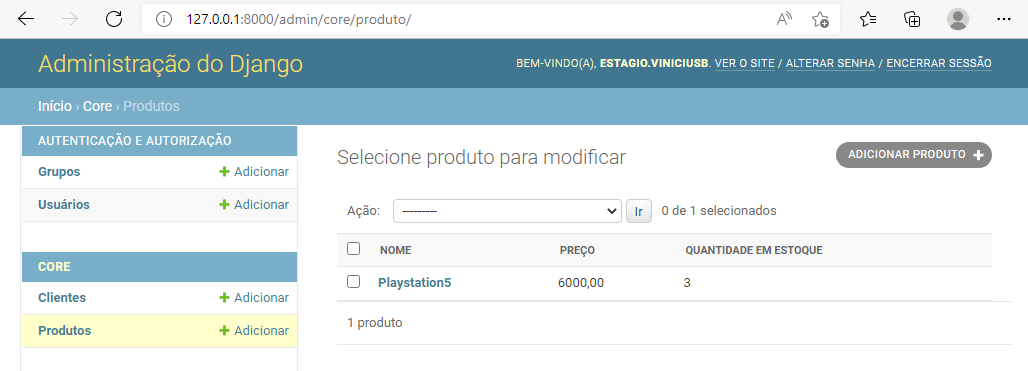 127.0.0.1:8000/admin/core/produto/
Administração do Django
BEM-VINDO(A), ESTAGIO.VINICIUSB. VER O SITE / ALTERAR SENHA / ENCERRAR SESSÃO
Início › Core › Produtos
AUTENTICAÇÃO E AUTORIZAÇÃO
Grupos + Adicionar
Usuários + Adicionar
CORE
Clientes + Adicionar
Produtos + Adicionar
Selecione produto para modificar
ADICIONAR PRODUTO +
Ação: --------- Ir 0 de 1 selecionados
NOME PREÇO QUANTIDADE EM ESTOQUE
Playstation5 6000,00 3
1 produto